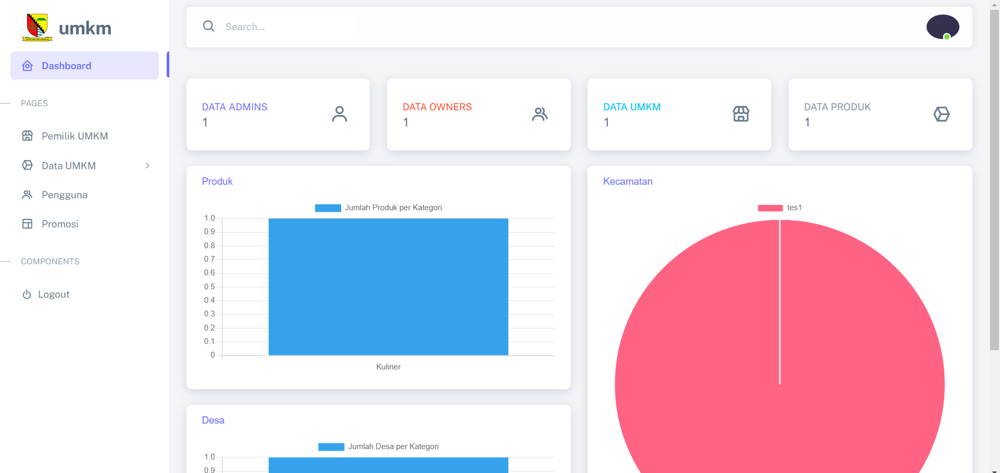 umkm
Search...
Dashboard
PAGES
Pemilik UMKM
Data UMKM
Pengguna
Promosi
COMPONENTS
Logout
DATA ADMINS
1
DATA OWNERS
1
DATA UMKM
1
DATA PRODUK
1
Produk
Jumlah Produk per Kategori
1.0
0.9
0.8
0.7
0.6
0.5
0.4
0.3
0.2
0.1
0
Kuliner
Kecamatan
tes1
Desa
Jumlah Desa per Kategori
1.0
0.9